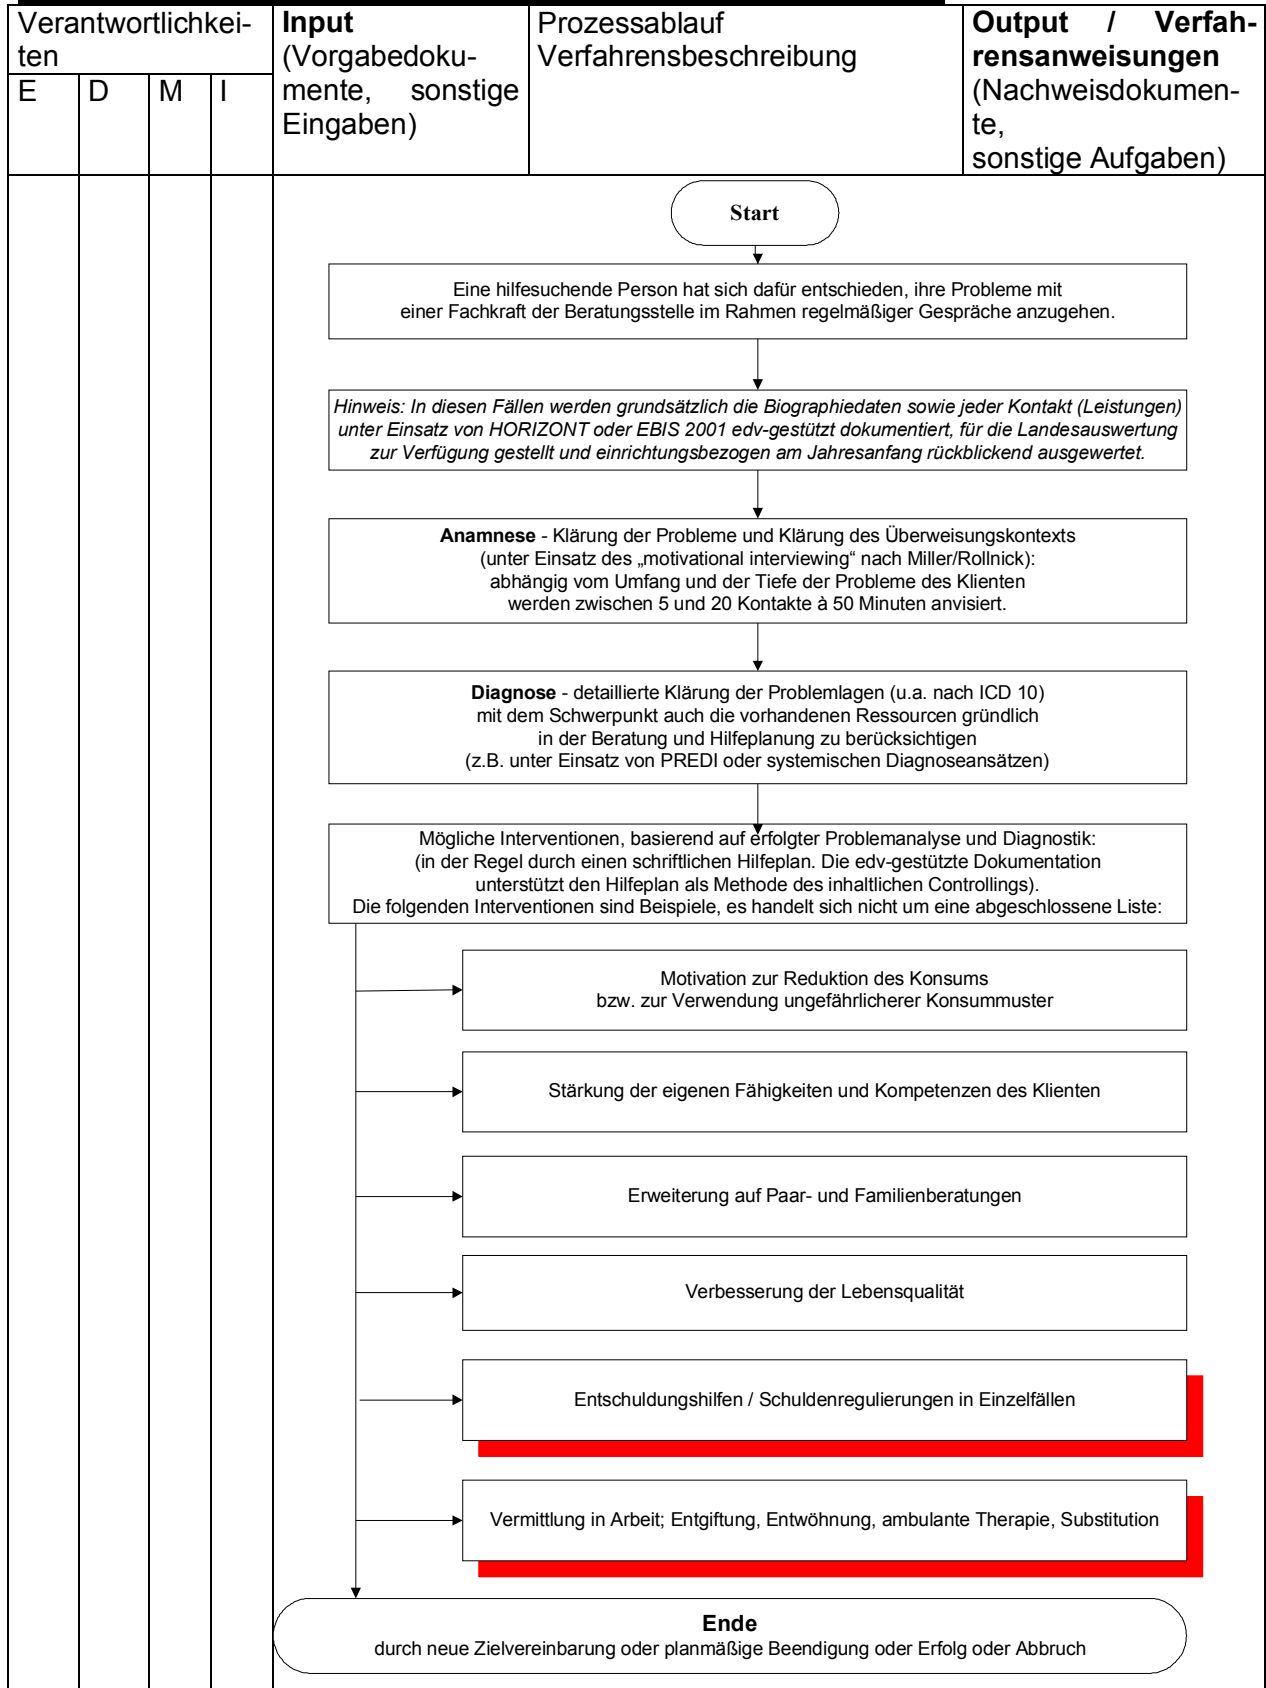 Verantwortlichkei-
ten
E D M I
Input
(Vorgabedoku-
mente, sonstige
Eingaben)
Prozessablauf
Verfahrensbeschreibung
Output / Verfah-
rensanweisungen
(Nachweisdokumen-
te,
sonstige Aufgaben)
Start
Eine hilfesuchende Person hat sich dafür entschieden, ihre Probleme mit
einer Fachkraft der Beratungsstelle im Rahmen regelmäßiger Gespräche anzugehen.
Hinweis: In diesen Fällen werden grundsätzlich die Biographiedaten sowie jeder Kontakt (Leistungen)
unter Einsatz von HORIZONT oder EBIS 2001 edv-gestützt dokumentiert, für die Landesauswertung
zur Verfügung gestellt und einrichtungsbezogen am Jahresanfang rückblickend ausgewertet.
Anamnese - Klärung der Probleme und Klärung des Überweisungskontexts
(unter Einsatz des „motivational interviewing“ nach Miller/Rollnick):
abhängig vom Umfang und der Tiefe der Probleme des Klienten
werden zwischen 5 und 20 Kontakte à 50 Minuten anvisiert.
Diagnose - detaillierte Klärung der Problemlagen (u.a. nach ICD 10)
mit dem Schwerpunkt auch die vorhandenen Ressourcen gründlich
in der Beratung und Hilfeplanung zu berücksichtigen
(z.B. unter Einsatz von PREDI oder systemischen Diagnoseansätzen)
Mögliche Interventionen, basierend auf erfolgter Problemanalyse und Diagnostik:
(in der Regel durch einen schriftlichen Hilfeplan. Die edv-gestützte Dokumentation
unterstützt den Hilfeplan als Methode des inhaltlichen Controllings).
Die folgenden Interventionen sind Beispiele, es handelt sich nicht um eine abgeschlossene Liste:
Motivation zur Reduktion des Konsums
bzw. zur Verwendung ungefährlicherer Konsummuster
Stärkung der eigenen Fähigkeiten und Kompetenzen des Klienten
Erweiterung auf Paar- und Familienberatungen
Verbesserung der Lebensqualität
Entschuldungshilfen / Schuldenregulierungen in Einzelfällen
Vermittlung in Arbeit; Entgiftung, Entwöhnung, ambulante Therapie, Substitution
Ende
durch neue Zielvereinbarung oder planmäßige Beendigung oder Erfolg oder Abbruch